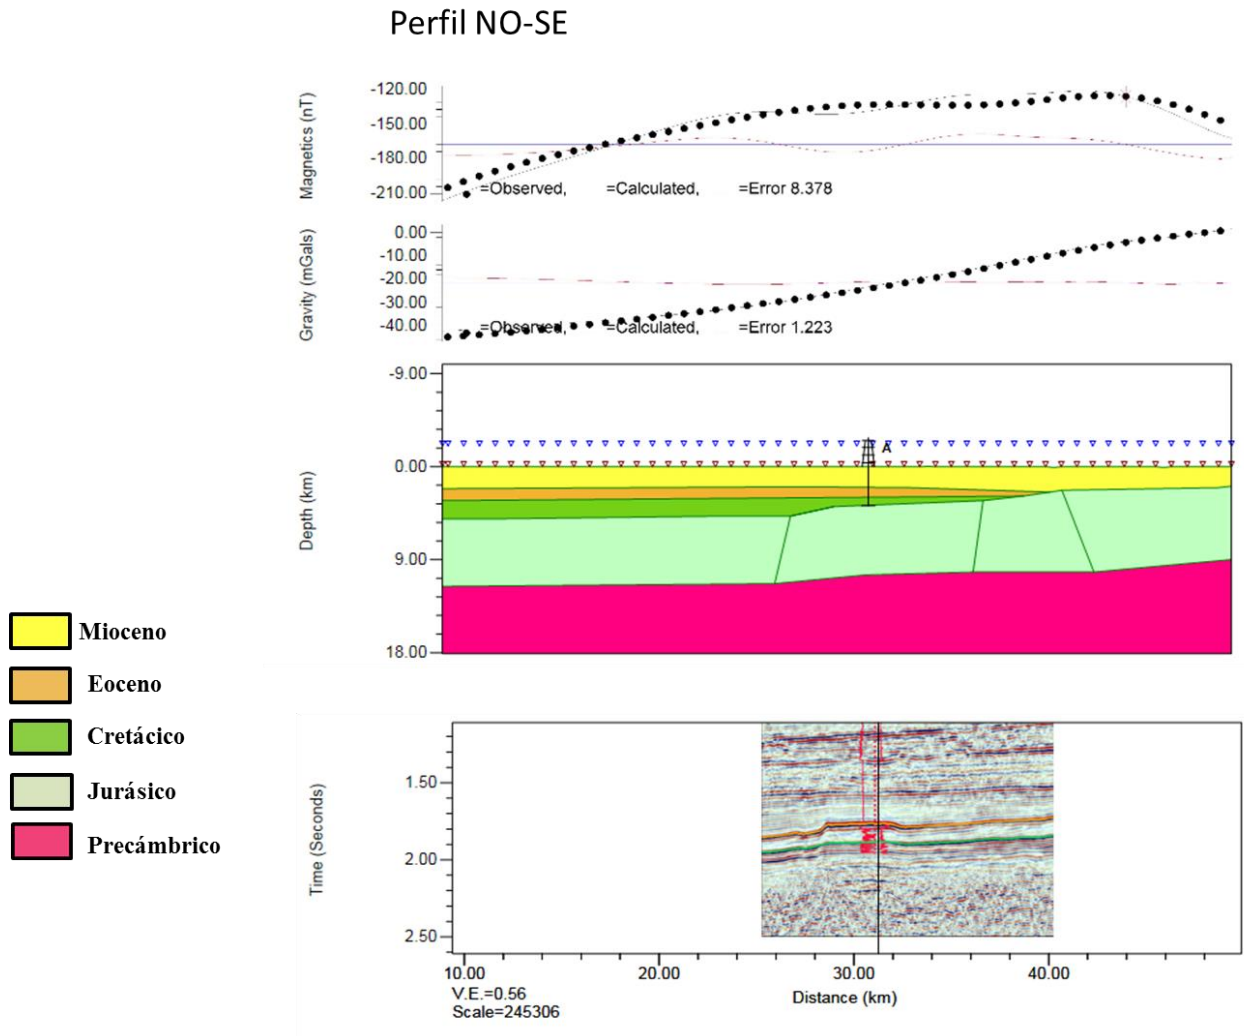 Perfil NO-SE
Magnetics (nT)
-120.00
-150.00
-180.00
-210.00
=Observed, =Calculated, =Error 8.378
Gravity (mGals)
0.00
-10.00
-20.00
-30.00
-40.00
=Observed, =Calculated, =Error 1.223
Depth (km)
-9.00
0.00
9.00
18.00
A
Mioceno
Eoceno
Cretácico
Jurásico
Precámbrico
Time (Seconds)
1.50
2.00
2.50
10.00 20.00 30.00 40.00
V.E.=0.56
Scale=245306
Distance (km)